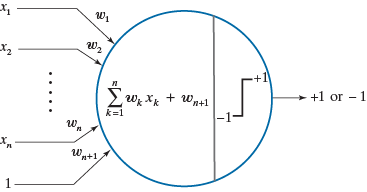 x₁
w₁
x₂
w₂
n
∑ wₖ xₖ + wₙ₊₁
k=1
+1
−1
+1 or − 1
wₙ
xₙ
wₙ₊₁
1